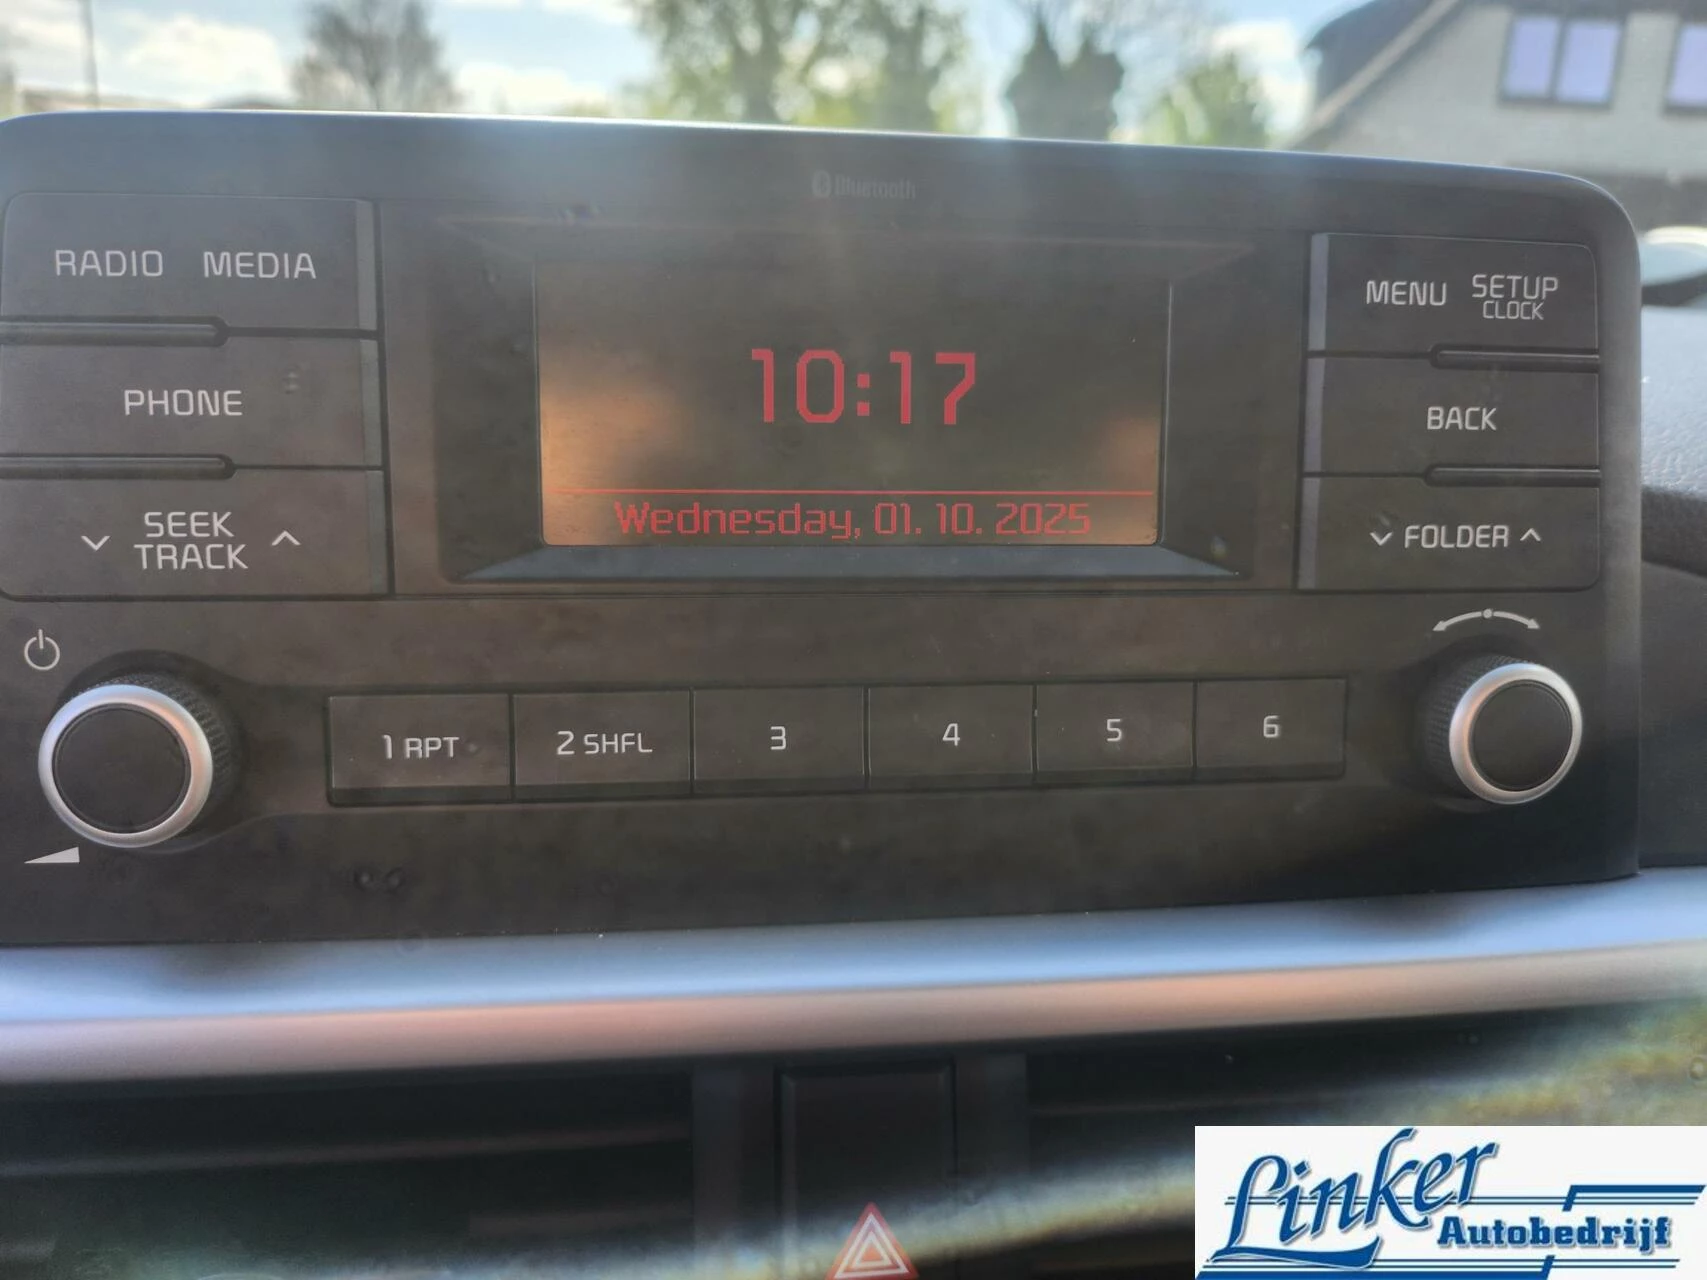 Bluetooth
RADIO MEDIA
MENU SETUP
CLOCK
10:17
PHONE
BACK
Wednesday, 01. 10. 2025
SEEK
TRACK
FOLDER
1 RPT 2 SHFL 3 4 5 6
Linker
Autobedrijf